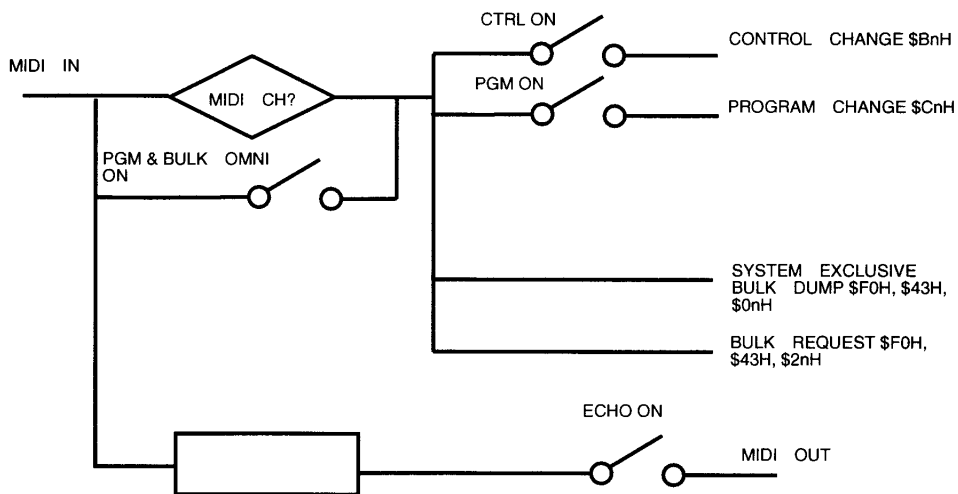 CTRL ON
CONTROL CHANGE $BnH
MIDI IN
MIDI CH?
PGM ON
PROGRAM CHANGE $CnH
PGM & BULK OMNI
ON
SYSTEM EXCLUSIVE
BULK DUMP $F0H, $43H,
$0nH
BULK REQUEST $F0H,
$43H, $2nH
ECHO ON
MIDI OUT